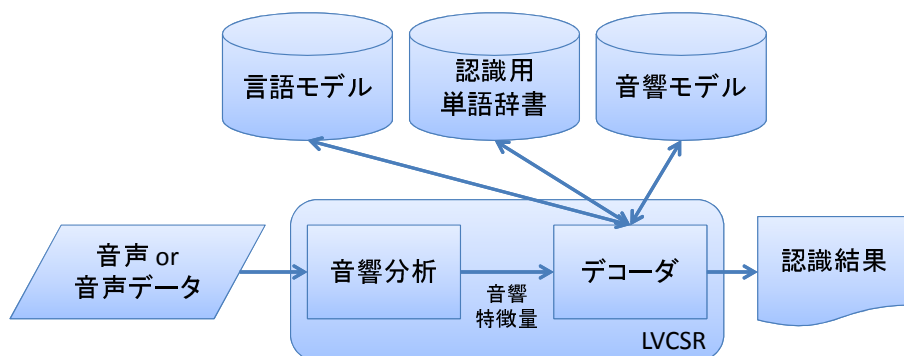 言語モデル
認識用
単語辞書
音響モデル
音声 or
音声データ
音響分析
音響
特徴量
デコーダ
認識結果
LVCSR